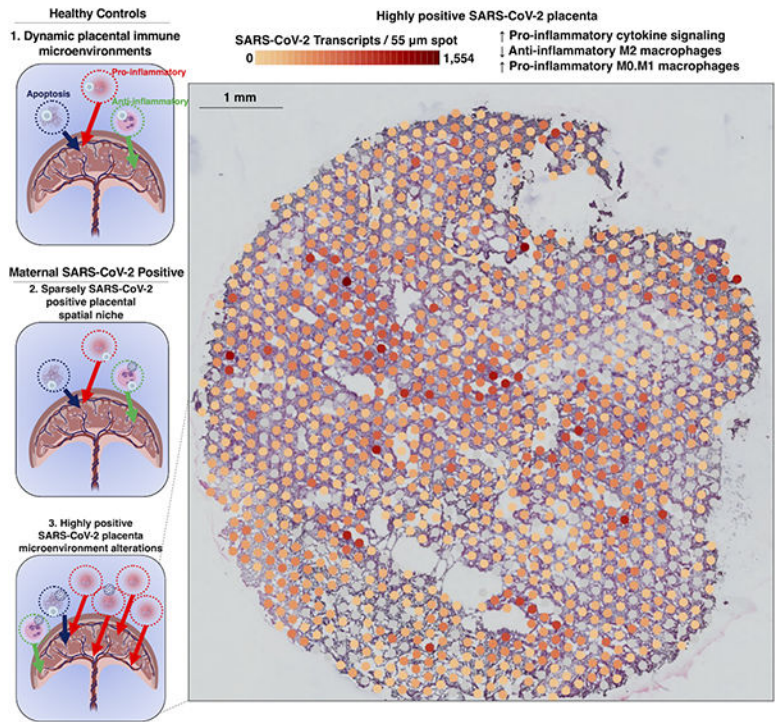 Healthy Controls
1. Dynamic placental immune
microenvironments
Pro-inflammatory
Apoptosis
Anti-inflammatory
Maternal SARS-CoV-2 Positive
2. Sparsely SARS-CoV-2
positive placental
spatial niche
3. Highly positive
SARS-CoV-2 placenta
microenvironment alterations
Highly positive SARS-CoV-2 placenta
SARS-CoV-2 Transcripts / 55 µm spot
0 1,554
↑ Pro-inflammatory cytokine signaling
↓ Anti-inflammatory M2 macrophages
↑ Pro-inflammatory M0.M1 macrophages
1 mm